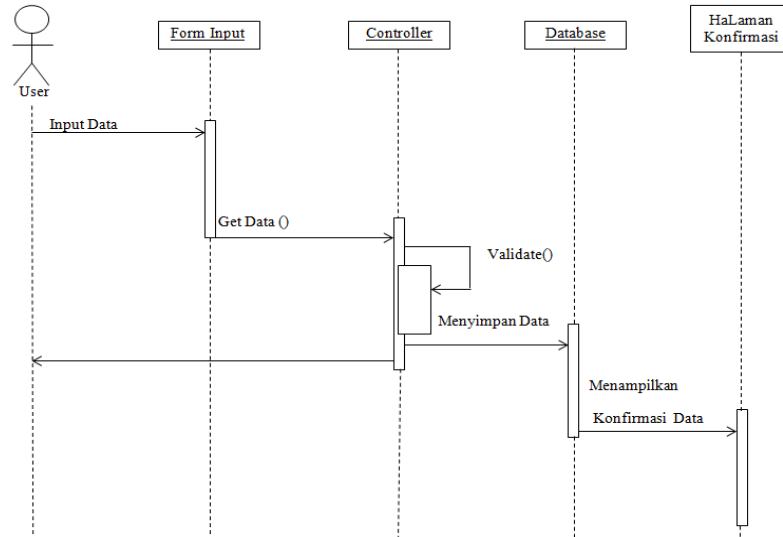 Form Input
Controller
Database
HaLaman
Konfirmasi
User
Input Data
Get Data ()
Validate()
Menyimpan Data
Menampilkan
Konfirmasi Data